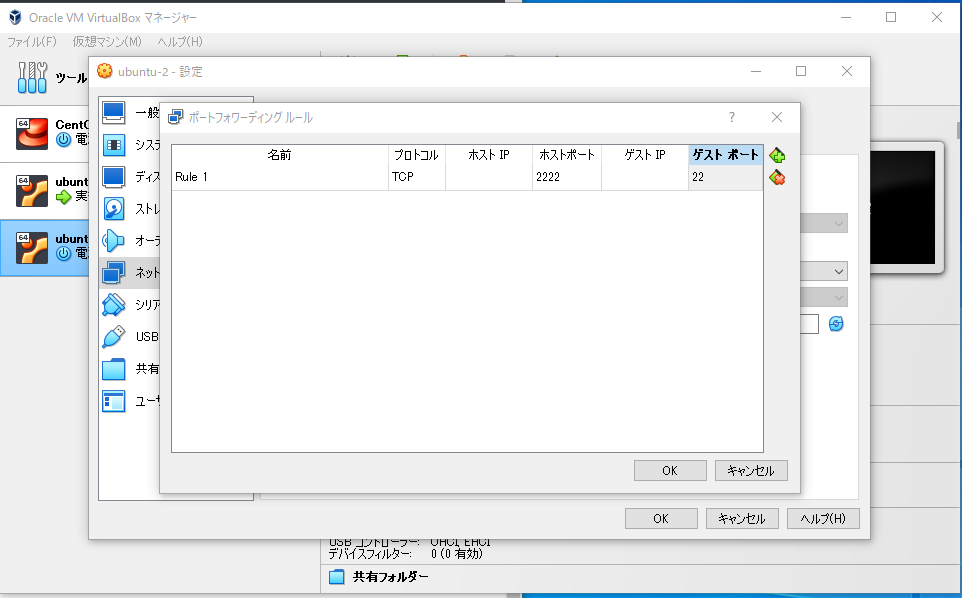 Oracle VM VirtualBox マネージャー
ファイル(F) 仮想マシン(M) ヘルプ(H)
ツール
64
CentO
電
64
ubunt
実
64
ubunt
電
ubuntu-2 - 設定
一般
システ
ディス
ストレ
オーデ
ネット
シリア
USB
共有
ユーザ
ポートフォワーディング ルール
?
名前 プロトコル ホスト IP ホストポート ゲスト IP ゲスト ポート
Rule 1 TCP 2222 22
OK キャンセル
OK キャンセル ヘルプ(H)
USB コントローラー: OHCI, EHCI
デバイスフィルター: 0 (0 有効)
共有フォルダー